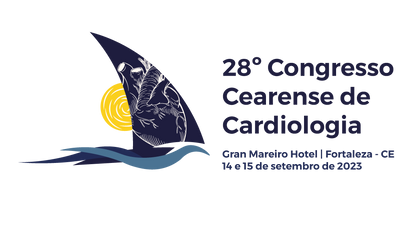 28º Congresso
Cearense de
Cardiologia
Gran Mareiro Hotel | Fortaleza - CE
14 e 15 de setembro de 2023